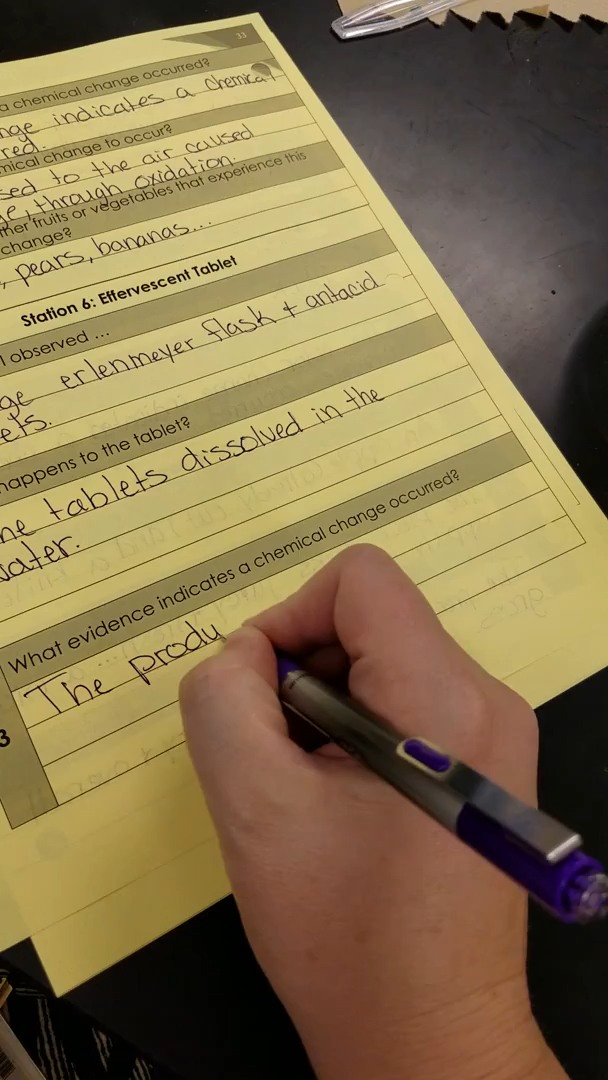 33
a chemical change occurred?
nge indicates a chemical
red.
mical change to occur?
sed to the air caused
e, through oxidation.
ther fruits or vegetables that experience this
change?
, pears, bananas...
Station 6: Effervescent Tablet
I observed ...
ge erlenmeyer flask + antacid
ets.
happens to the tablet?
he tablets dissolved in the
water.
What evidence indicates a chemical change occurred?
The produ
3